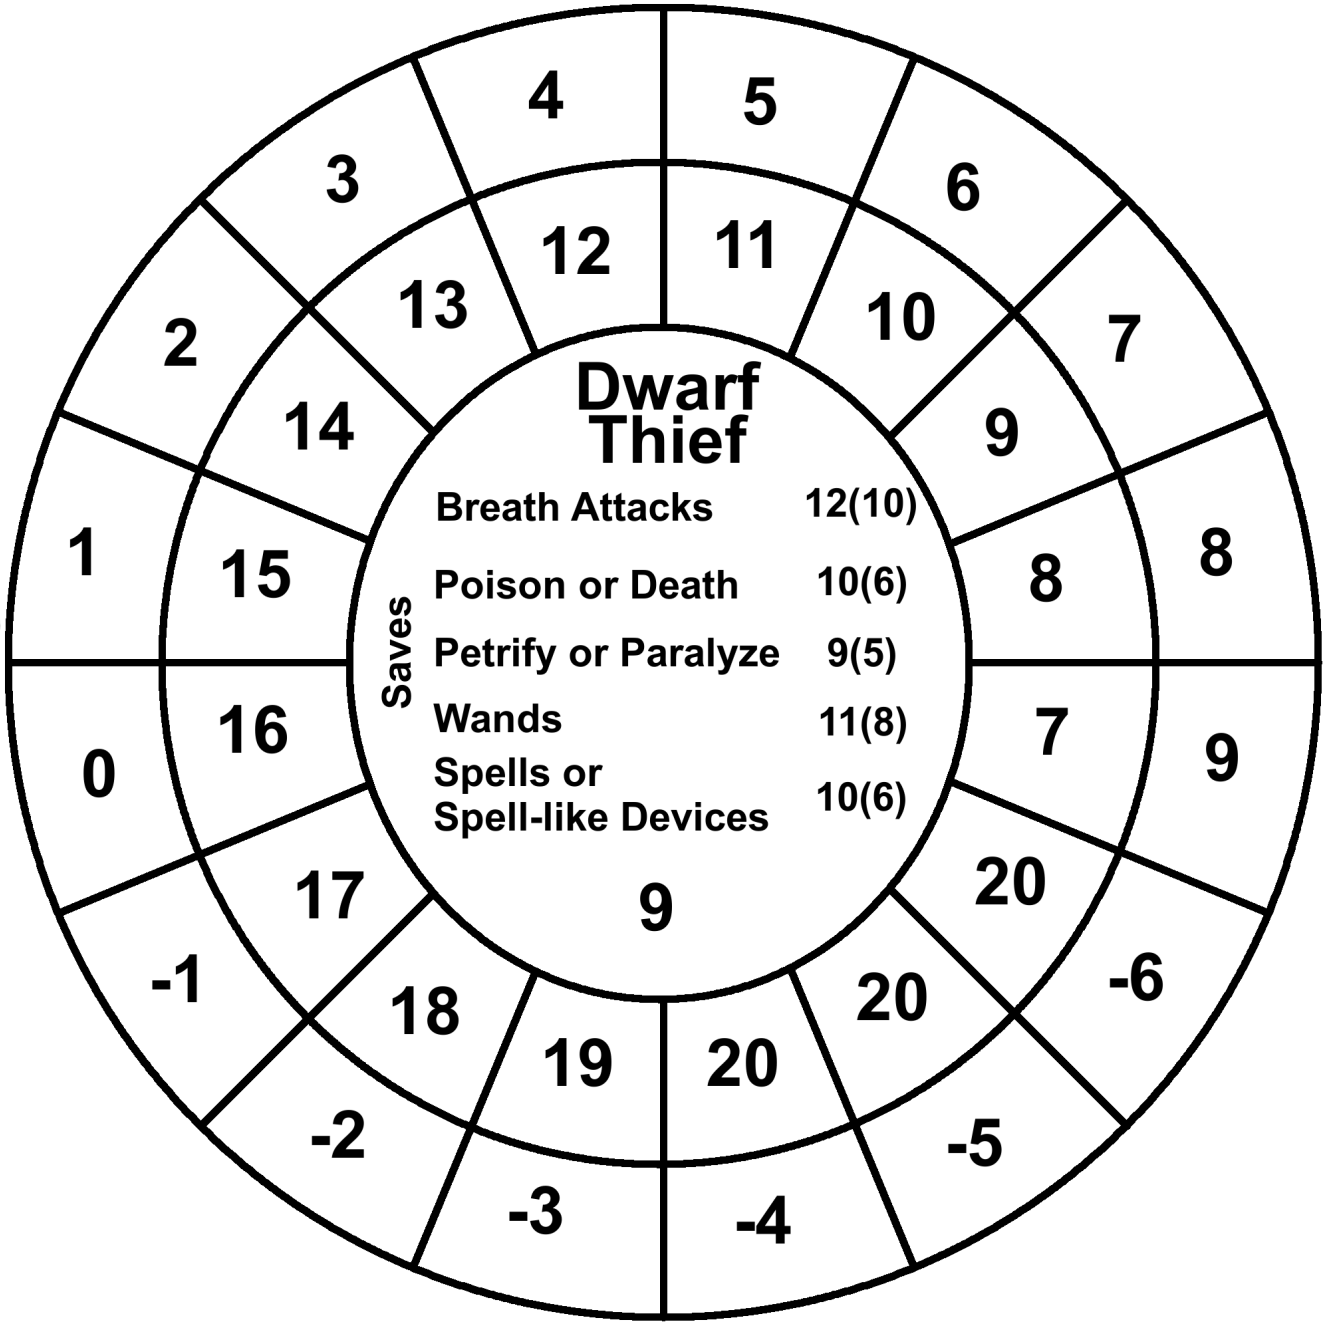 4 5
3 6
12 11
2 7
13 10
14 9
Dwarf
Thief
Breath Attacks 12(10)
1 8
15 8
Poison or Death 10(6)
Saves
Petrify or Paralyze 9(5)
Wands 11(8)
16 7
0 9
Spells or
Spell-like Devices 10(6)
17 20
9
-1 -6
18 20
19 20
-2 -5
-3 -4